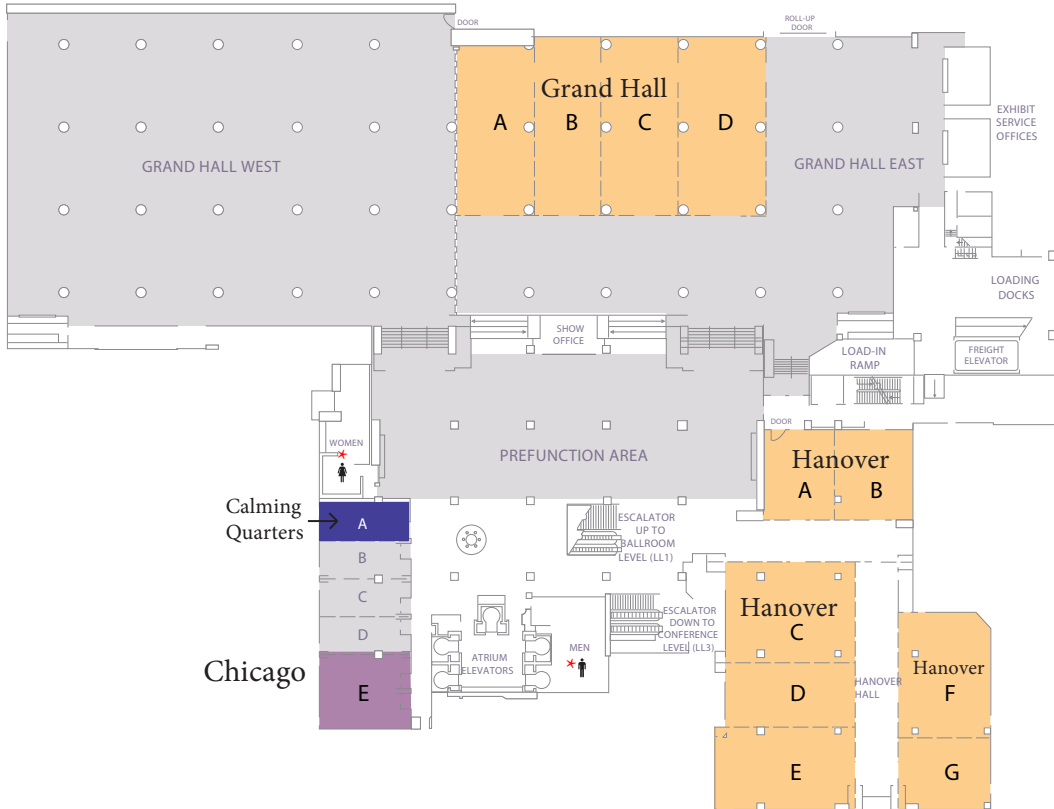 DOOR
ROLL-UP
DOOR
Grand Hall
A
B
C
D
EXHIBIT
SERVICE
OFFICES
GRAND HALL WEST
GRAND HALL EAST
LOADING
DOCKS
SHOW
OFFICE
LOAD-IN
RAMP
FREIGHT
ELEVATOR
WOMEN
PREFUNCTION AREA
DOOR
Hanover
A
B
Calming
Quarters
A
B
C
D
ESCALATOR
UP TO
BALLROOM
LEVEL (LL1)
Hanover
C
D
E
ESCALATOR
DOWN TO
CONFERENCE
LEVEL (LL3)
MEN
ATRIUM
ELEVATORS
Chicago
E
HANOVER
HALL
Hanover
F
G